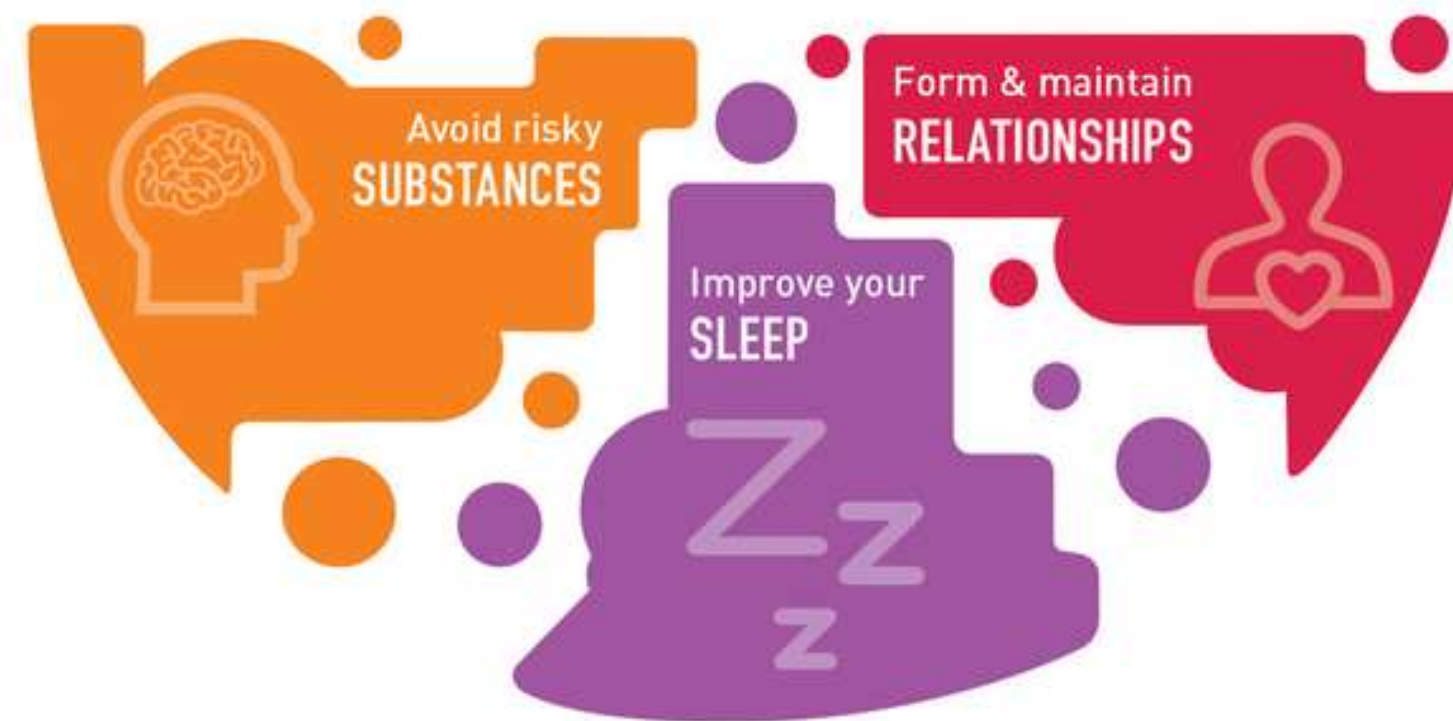 Avoid risky
SUBSTANCES
Form & maintain
RELATIONSHIPS
Improve your
SLEEP
Z
z
z